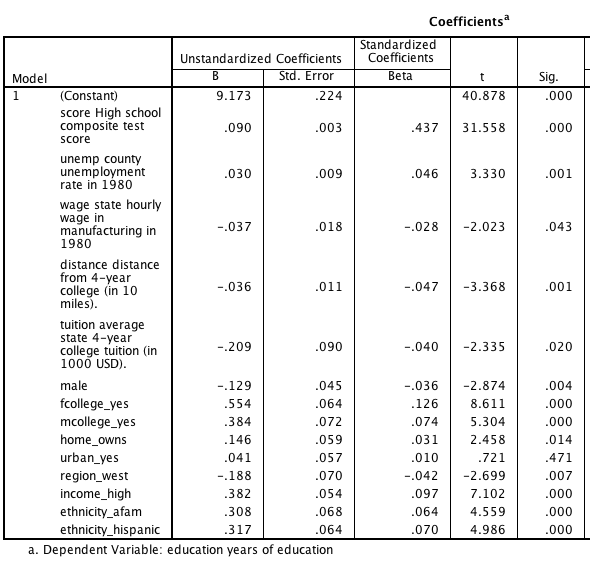 Coefficientsa
Standardized
Unstandardized Coefficients Coefficients
Model B Std. Error Beta t Sig.
1 (Constant) 9.173 .224 40.878 .000
score High school
composite test
score .090 .003 .437 31.558 .000
unemp county
unemployment
rate in 1980 .030 .009 .046 3.330 .001
wage state hourly
wage in
manufacturing in
1980 -.037 .018 -.028 -2.023 .043
distance distance
from 4-year
college (in 10
miles). -.036 .011 -.047 -3.368 .001
tuition average
state 4-year
college tuition (in
1000 USD). -.209 .090 -.040 -2.335 .020
male -.129 .045 -.036 -2.874 .004
fcollege_yes .554 .064 .126 8.611 .000
mcollege_yes .384 .072 .074 5.304 .000
home_owns .146 .059 .031 2.458 .014
urban_yes .041 .057 .010 .721 .471
region_west -.188 .070 -.042 -2.699 .007
income_high .382 .054 .097 7.102 .000
ethnicity_afam .308 .068 .064 4.559 .000
ethnicity_hispanic .317 .064 .070 4.986 .000
a. Dependent Variable: education years of education